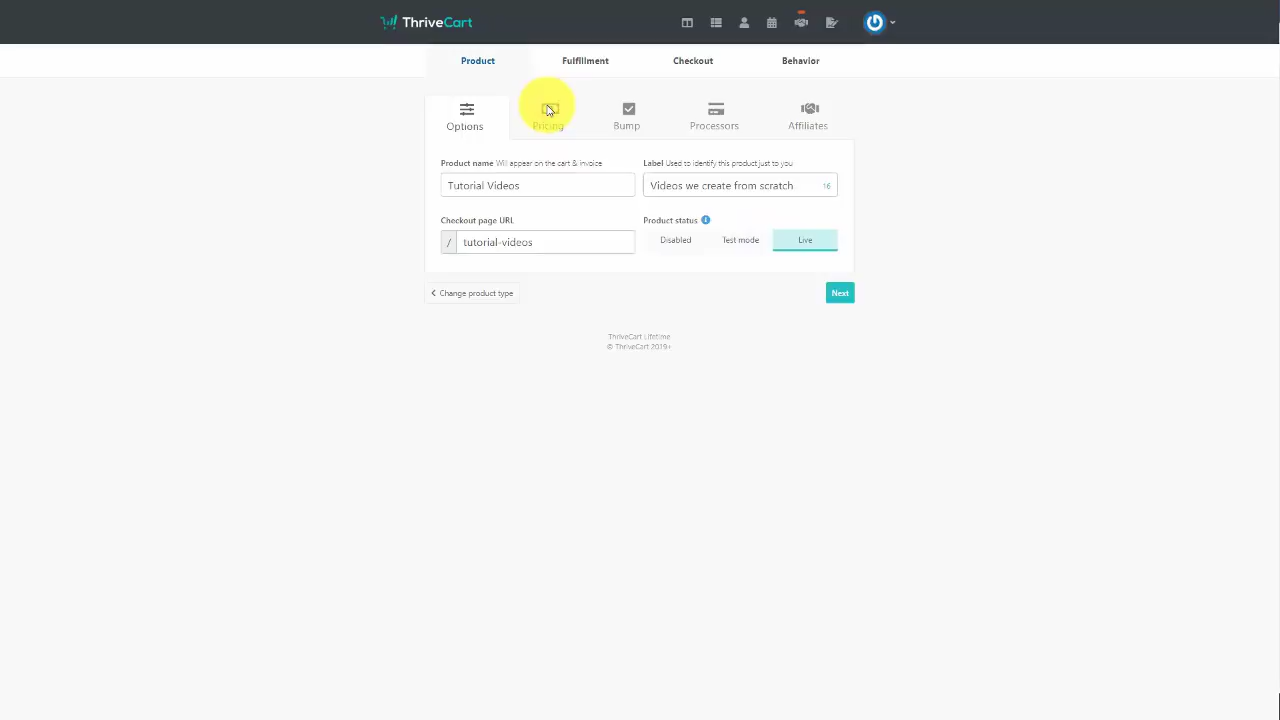 ThriveCart
Product
Fulfillment
Checkout
Behavior
Options
Pricing
Bump
Processors
Affiliates
Product name Will appear on the cart & invoice
Label Used to identify this product just to you
Tutorial Videos
Videos we create from scratch 16
Checkout page URL
Product status
/ tutorial-videos
Disabled
Test mode
Live
Change product type
Next
ThriveCart Lifetime
© ThriveCart 2019+